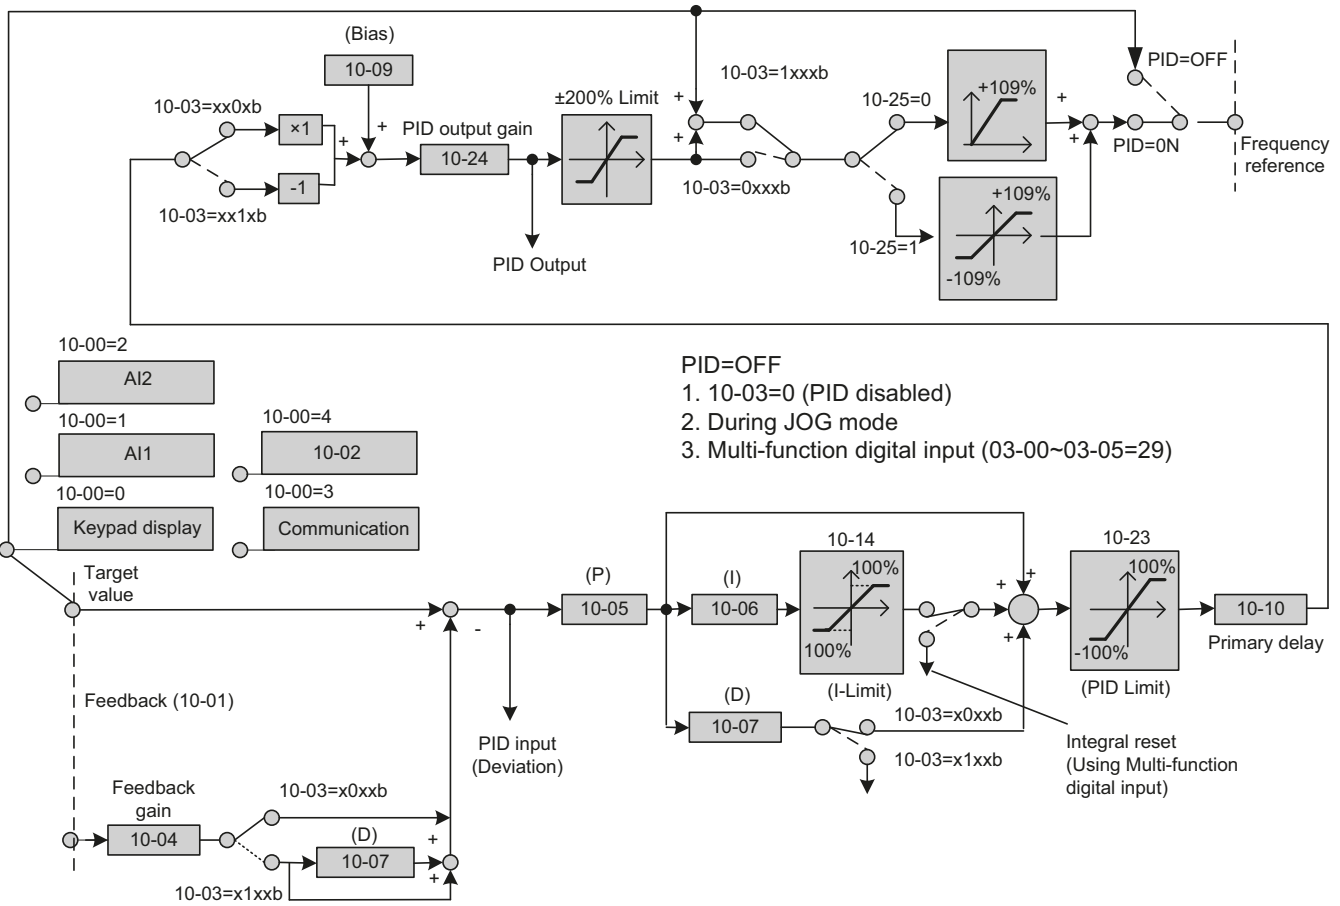 (Bias)
10-09
10-03=xx0xb
×1
-1
10-03=xx1xb
+
+
PID output gain
10-24
PID Output
±200% Limit
+
+
10-03=1xxxb
10-03=0xxxb
10-25=0
+109%
10-25=1
+109%
-109%
+
+
PID=OFF
PID=0N
Frequency
reference
10-00=2
AI2
10-00=1
AI1
10-00=0
Keypad display
10-00=4
10-02
10-00=3
Communication
PID=OFF
1. 10-03=0 (PID disabled)
2. During JOG mode
3. Multi-function digital input (03-00~03-05=29)
Target
value
+
-
PID input
(Deviation)
(P)
10-05
(I)
10-06
10-14
100%
100%
(I-Limit)
+
+
+
10-23
100%
-100%
(PID Limit)
10-10
Primary delay
(D)
10-07
10-03=x0xxb
10-03=x1xxb
Integral reset
(Using Multi-function
digital input)
Feedback (10-01)
Feedback
gain
10-04
10-03=x0xxb
(D)
10-07
+
+
10-03=x1xxb